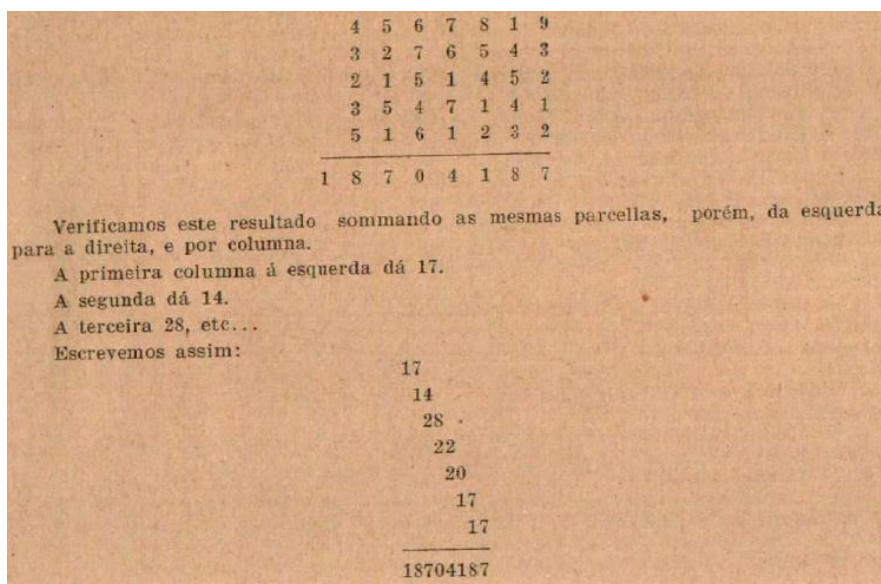 4 5 6 7 8 1 9
3 2 7 6 5 4 3
2 1 5 1 4 5 2
3 5 4 7 1 4 1
5 1 6 1 2 3 2
1 8 7 0 4 1 8 7
Verificamos este resultado sommando as mesmas parcellas, porém, da esquerda
para a direita, e por columna.
A primeira columna á esquerda dá 17.
A segunda dá 14.
A terceira 28, etc...
Escrevemos assim:
17
14
28
22
20
17
17
18704187